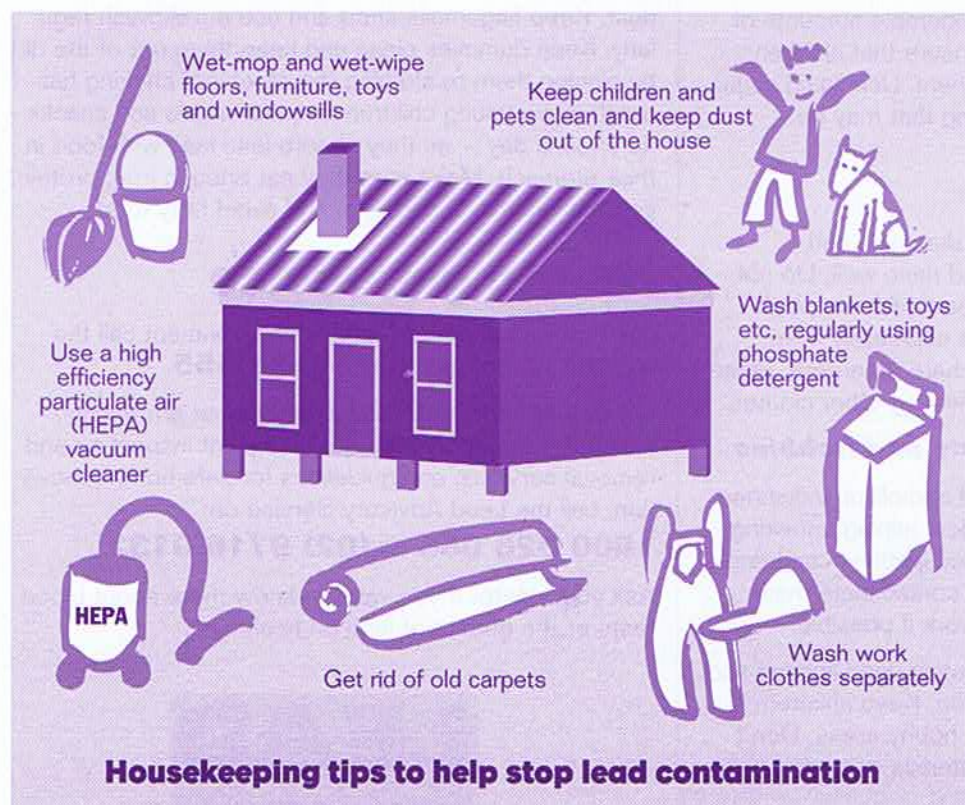 Wet-mop and wet-wipe
floors, furniture, toys
and windowsills
Keep children and
pets clean and keep dust
out of the house
Wash blankets, toys
etc, regularly using
phosphate
detergent
Use a high
efficiency
particulate air
(HEPA)
vacuum
cleaner
HEPA
Get rid of old carpets
Wash work
clothes separately
Housekeeping tips to help stop lead contamination